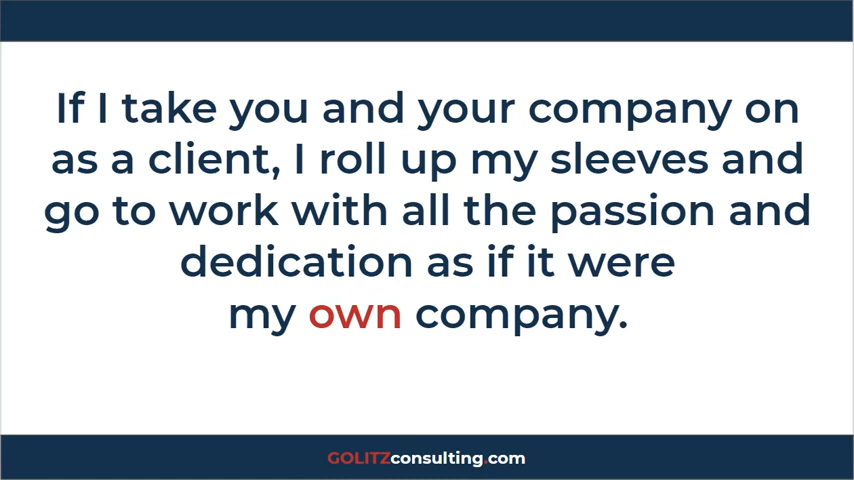 If I take you and your company on
as a client, I roll up my sleeves and
go to work with all the passion and
dedication as if it were
my own company.
GOLITZconsulting.com